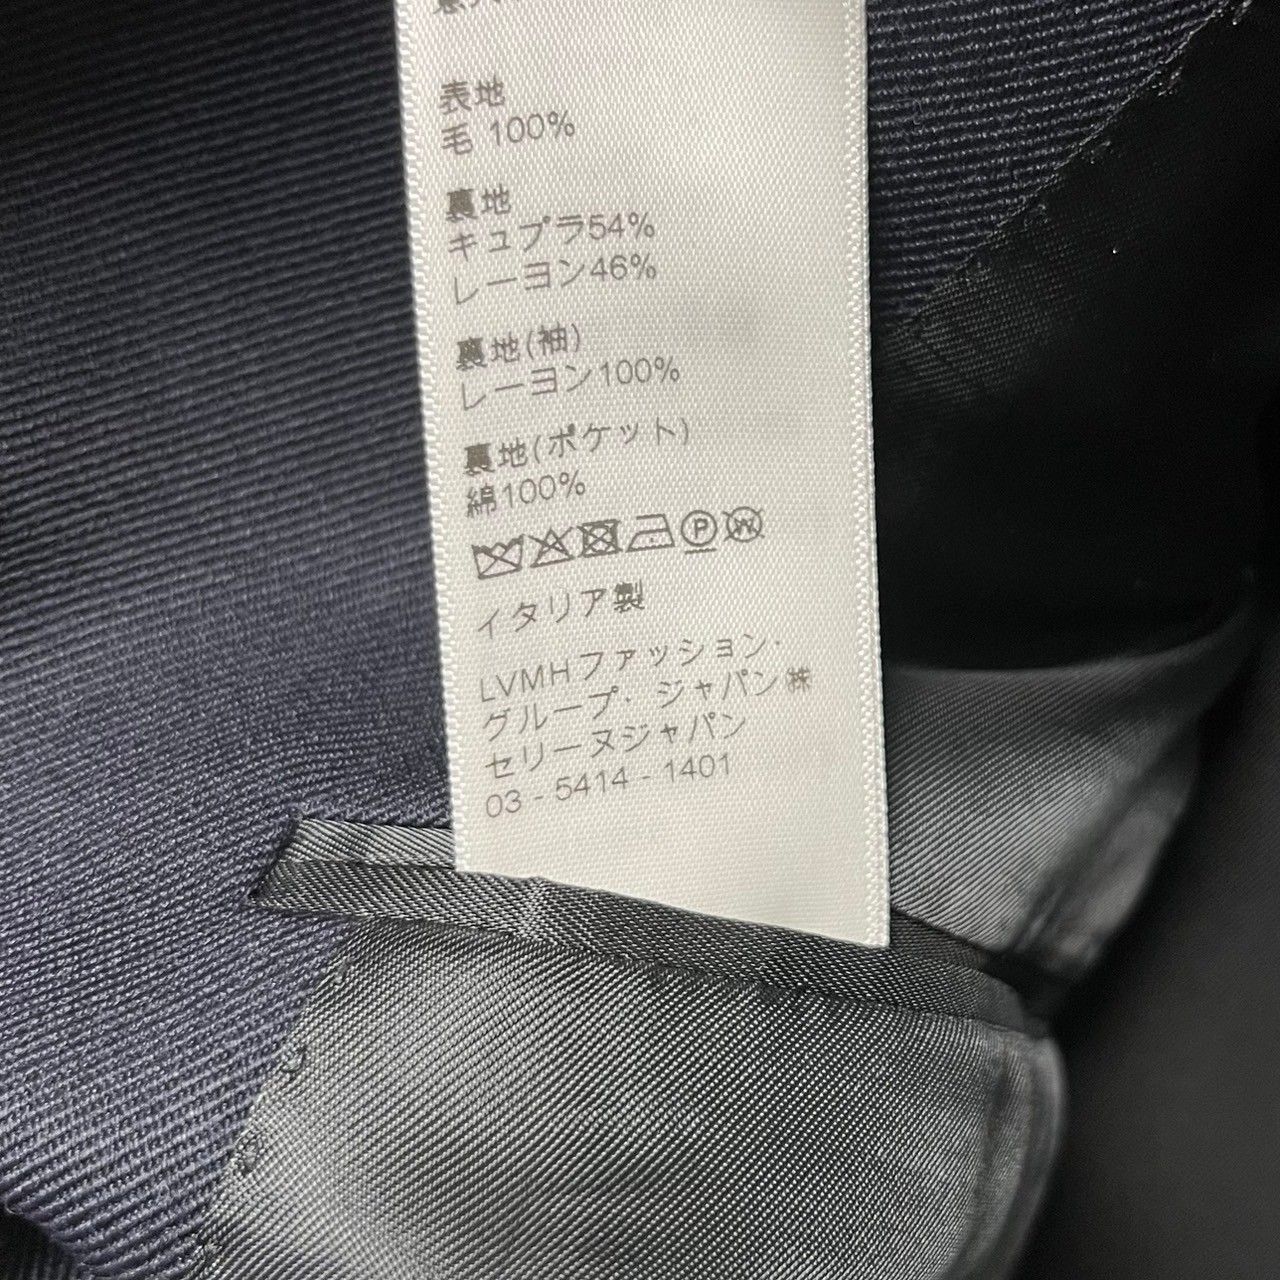 表地
毛 100%
裏地
キュプラ54%
レーヨン46%
裏地(袖)
レーヨン100%
裏地(ポケット)
綿100%
P W
イタリア製
LVMHファッション・
グループ・ジャパン㈱
セリーヌジャパン
03 - 5414 - 1401